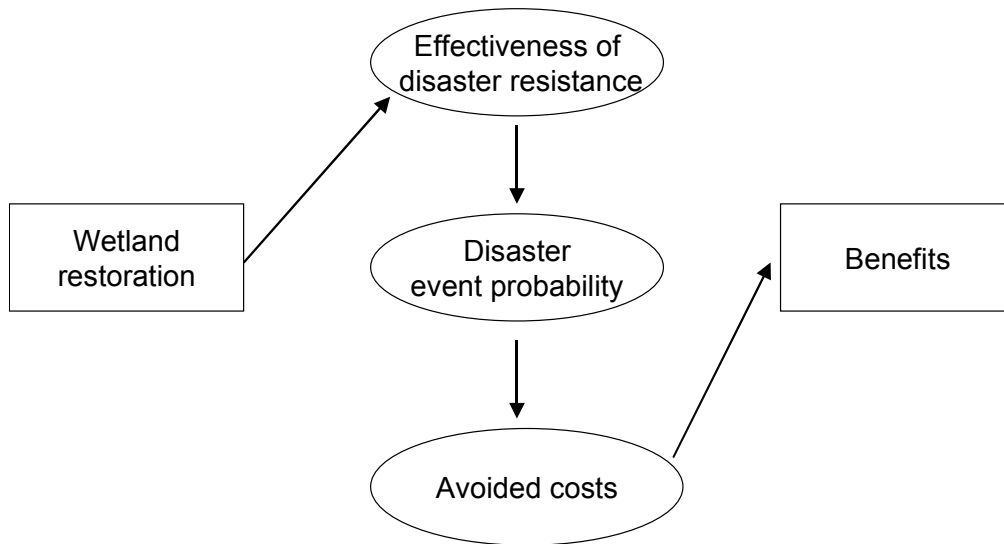 Effectiveness of
disaster resistance
Wetland
restoration
Disaster
event probability
Benefits
Avoided costs